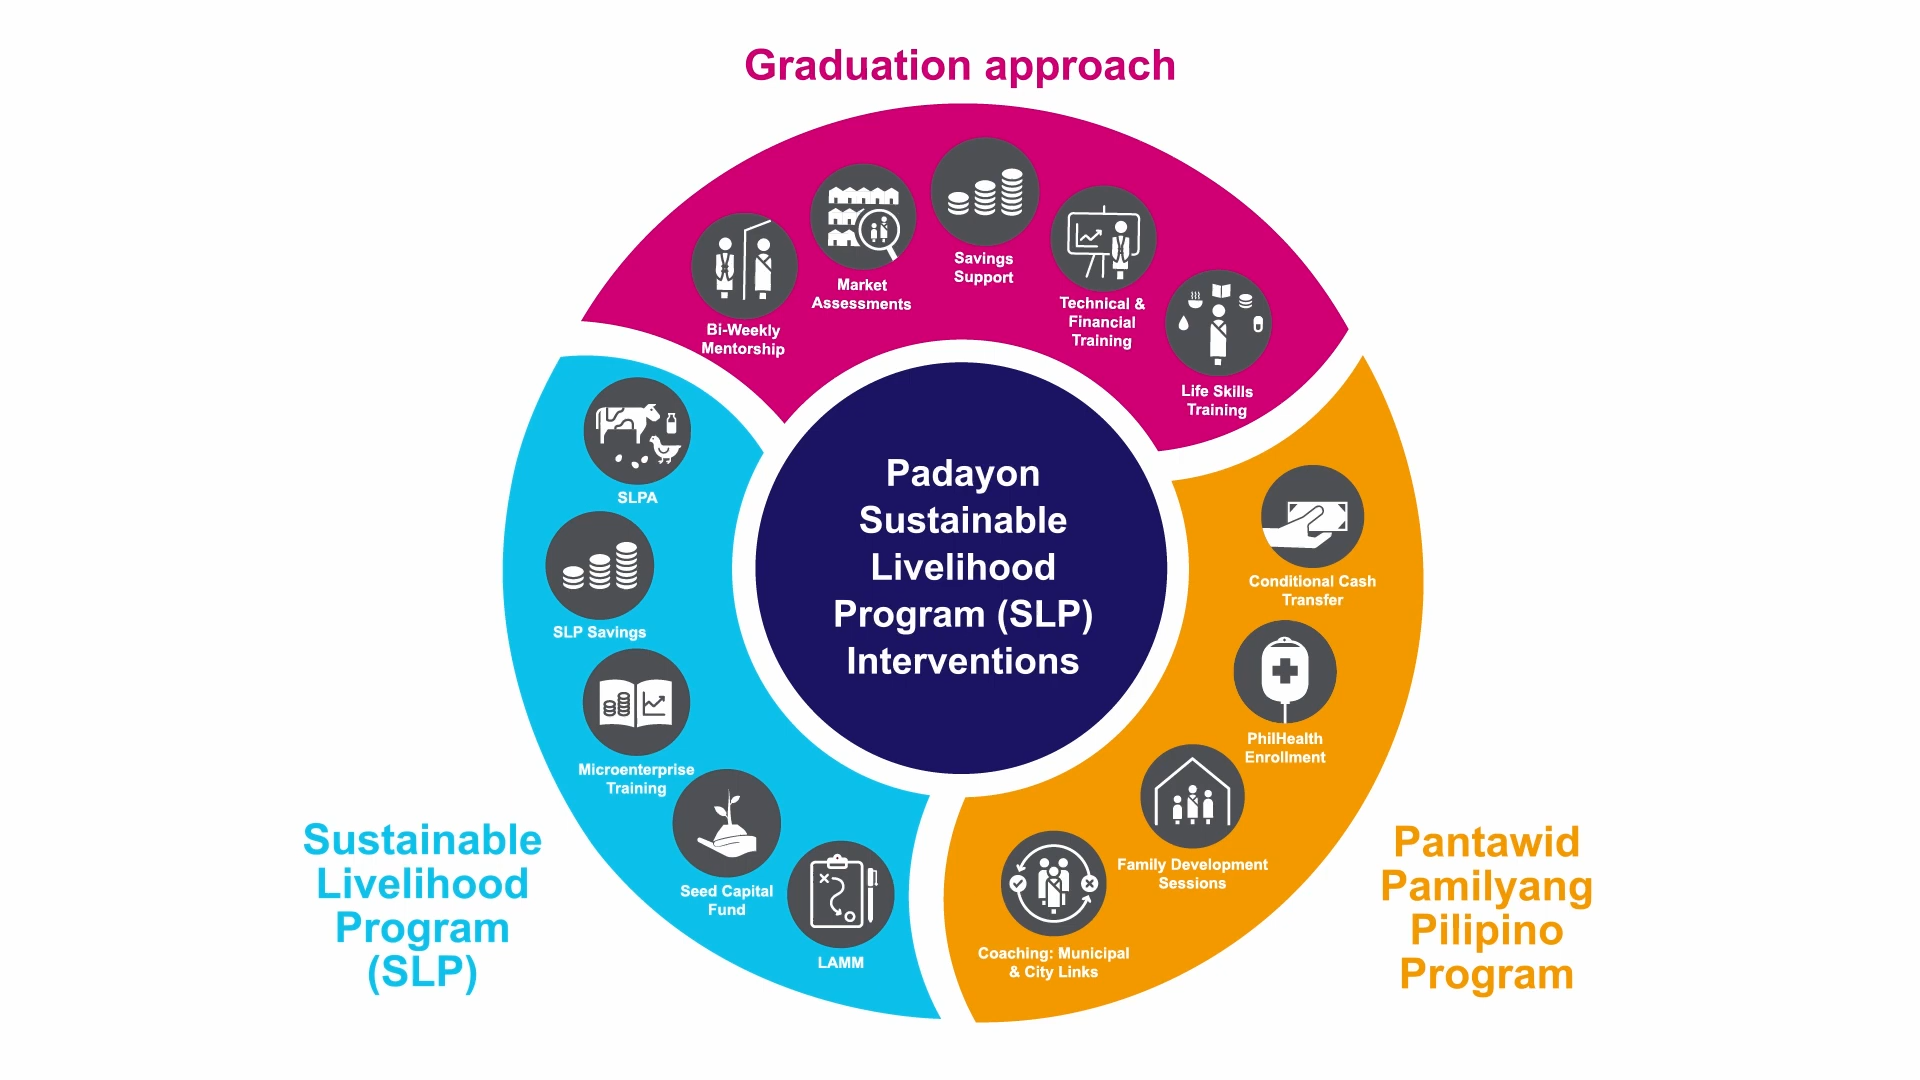 Graduation approach
Bi-Weekly
Mentorship
Market
Assessments
Savings
Support
Technical &
Financial
Training
Life Skills
Training
Padayon
Sustainable
Livelihood
Program (SLP)
Interventions
SLPA
SLP Savings
Microenterprise
Training
Seed Capital
Fund
LAMM
Sustainable
Livelihood
Program
(SLP)
Conditional Cash
Transfer
PhilHealth
Enrollment
Family Development
Sessions
Coaching: Municipal
& City Links
Pantawid
Pamilyang
Pilipino
Program